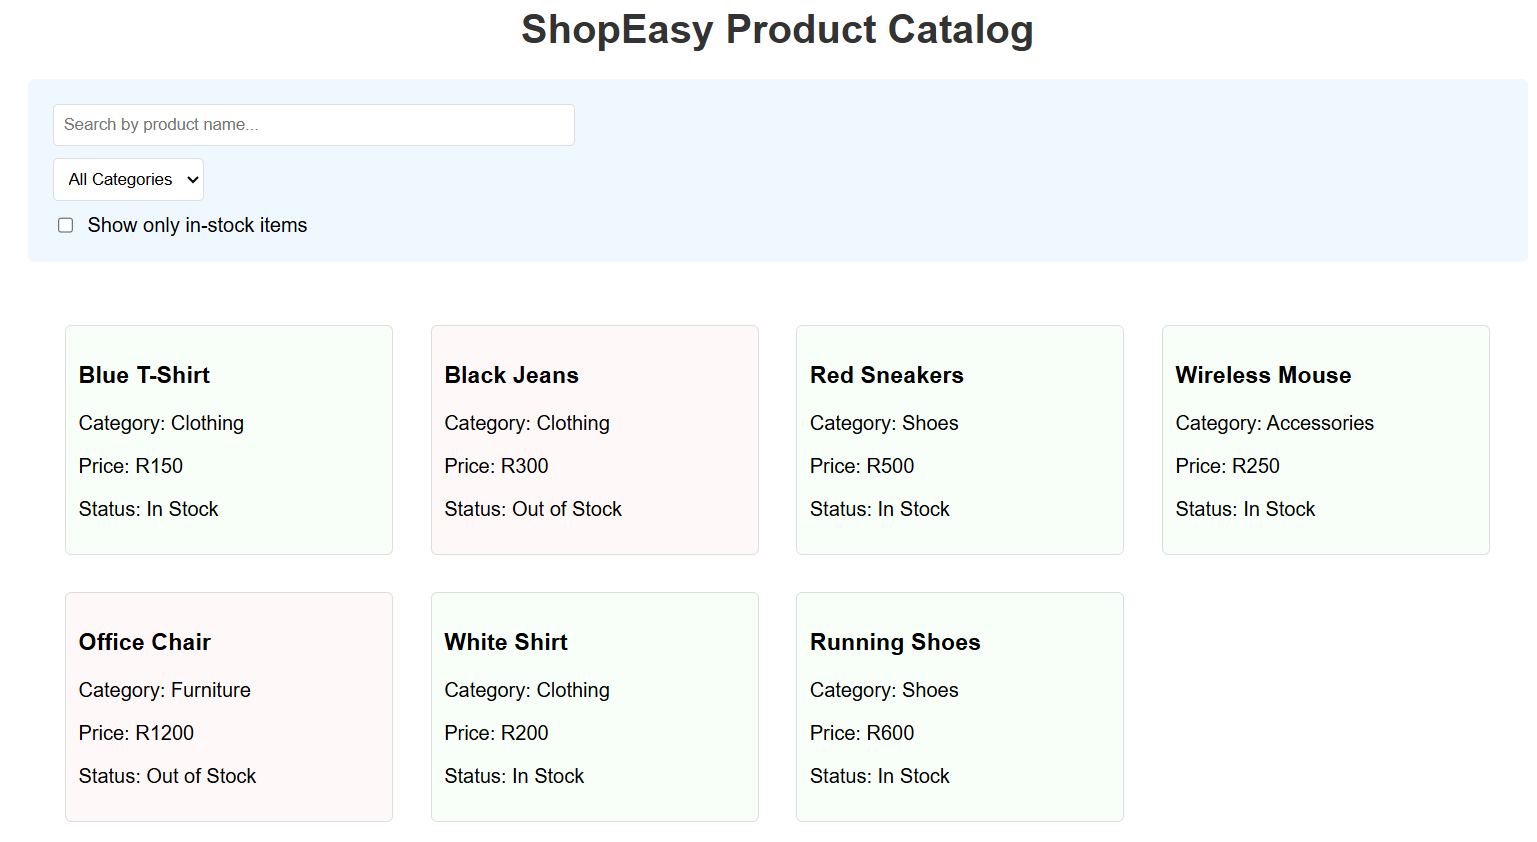 ShopEasy Product Catalog
Search by product name...
All Categories
Show only in-stock items
Blue T-Shirt
Category: Clothing
Price: R150
Status: In Stock
Black Jeans
Category: Clothing
Price: R300
Status: Out of Stock
Red Sneakers
Category: Shoes
Price: R500
Status: In Stock
Wireless Mouse
Category: Accessories
Price: R250
Status: In Stock
Office Chair
Category: Furniture
Price: R1200
Status: Out of Stock
White Shirt
Category: Clothing
Price: R200
Status: In Stock
Running Shoes
Category: Shoes
Price: R600
Status: In Stock